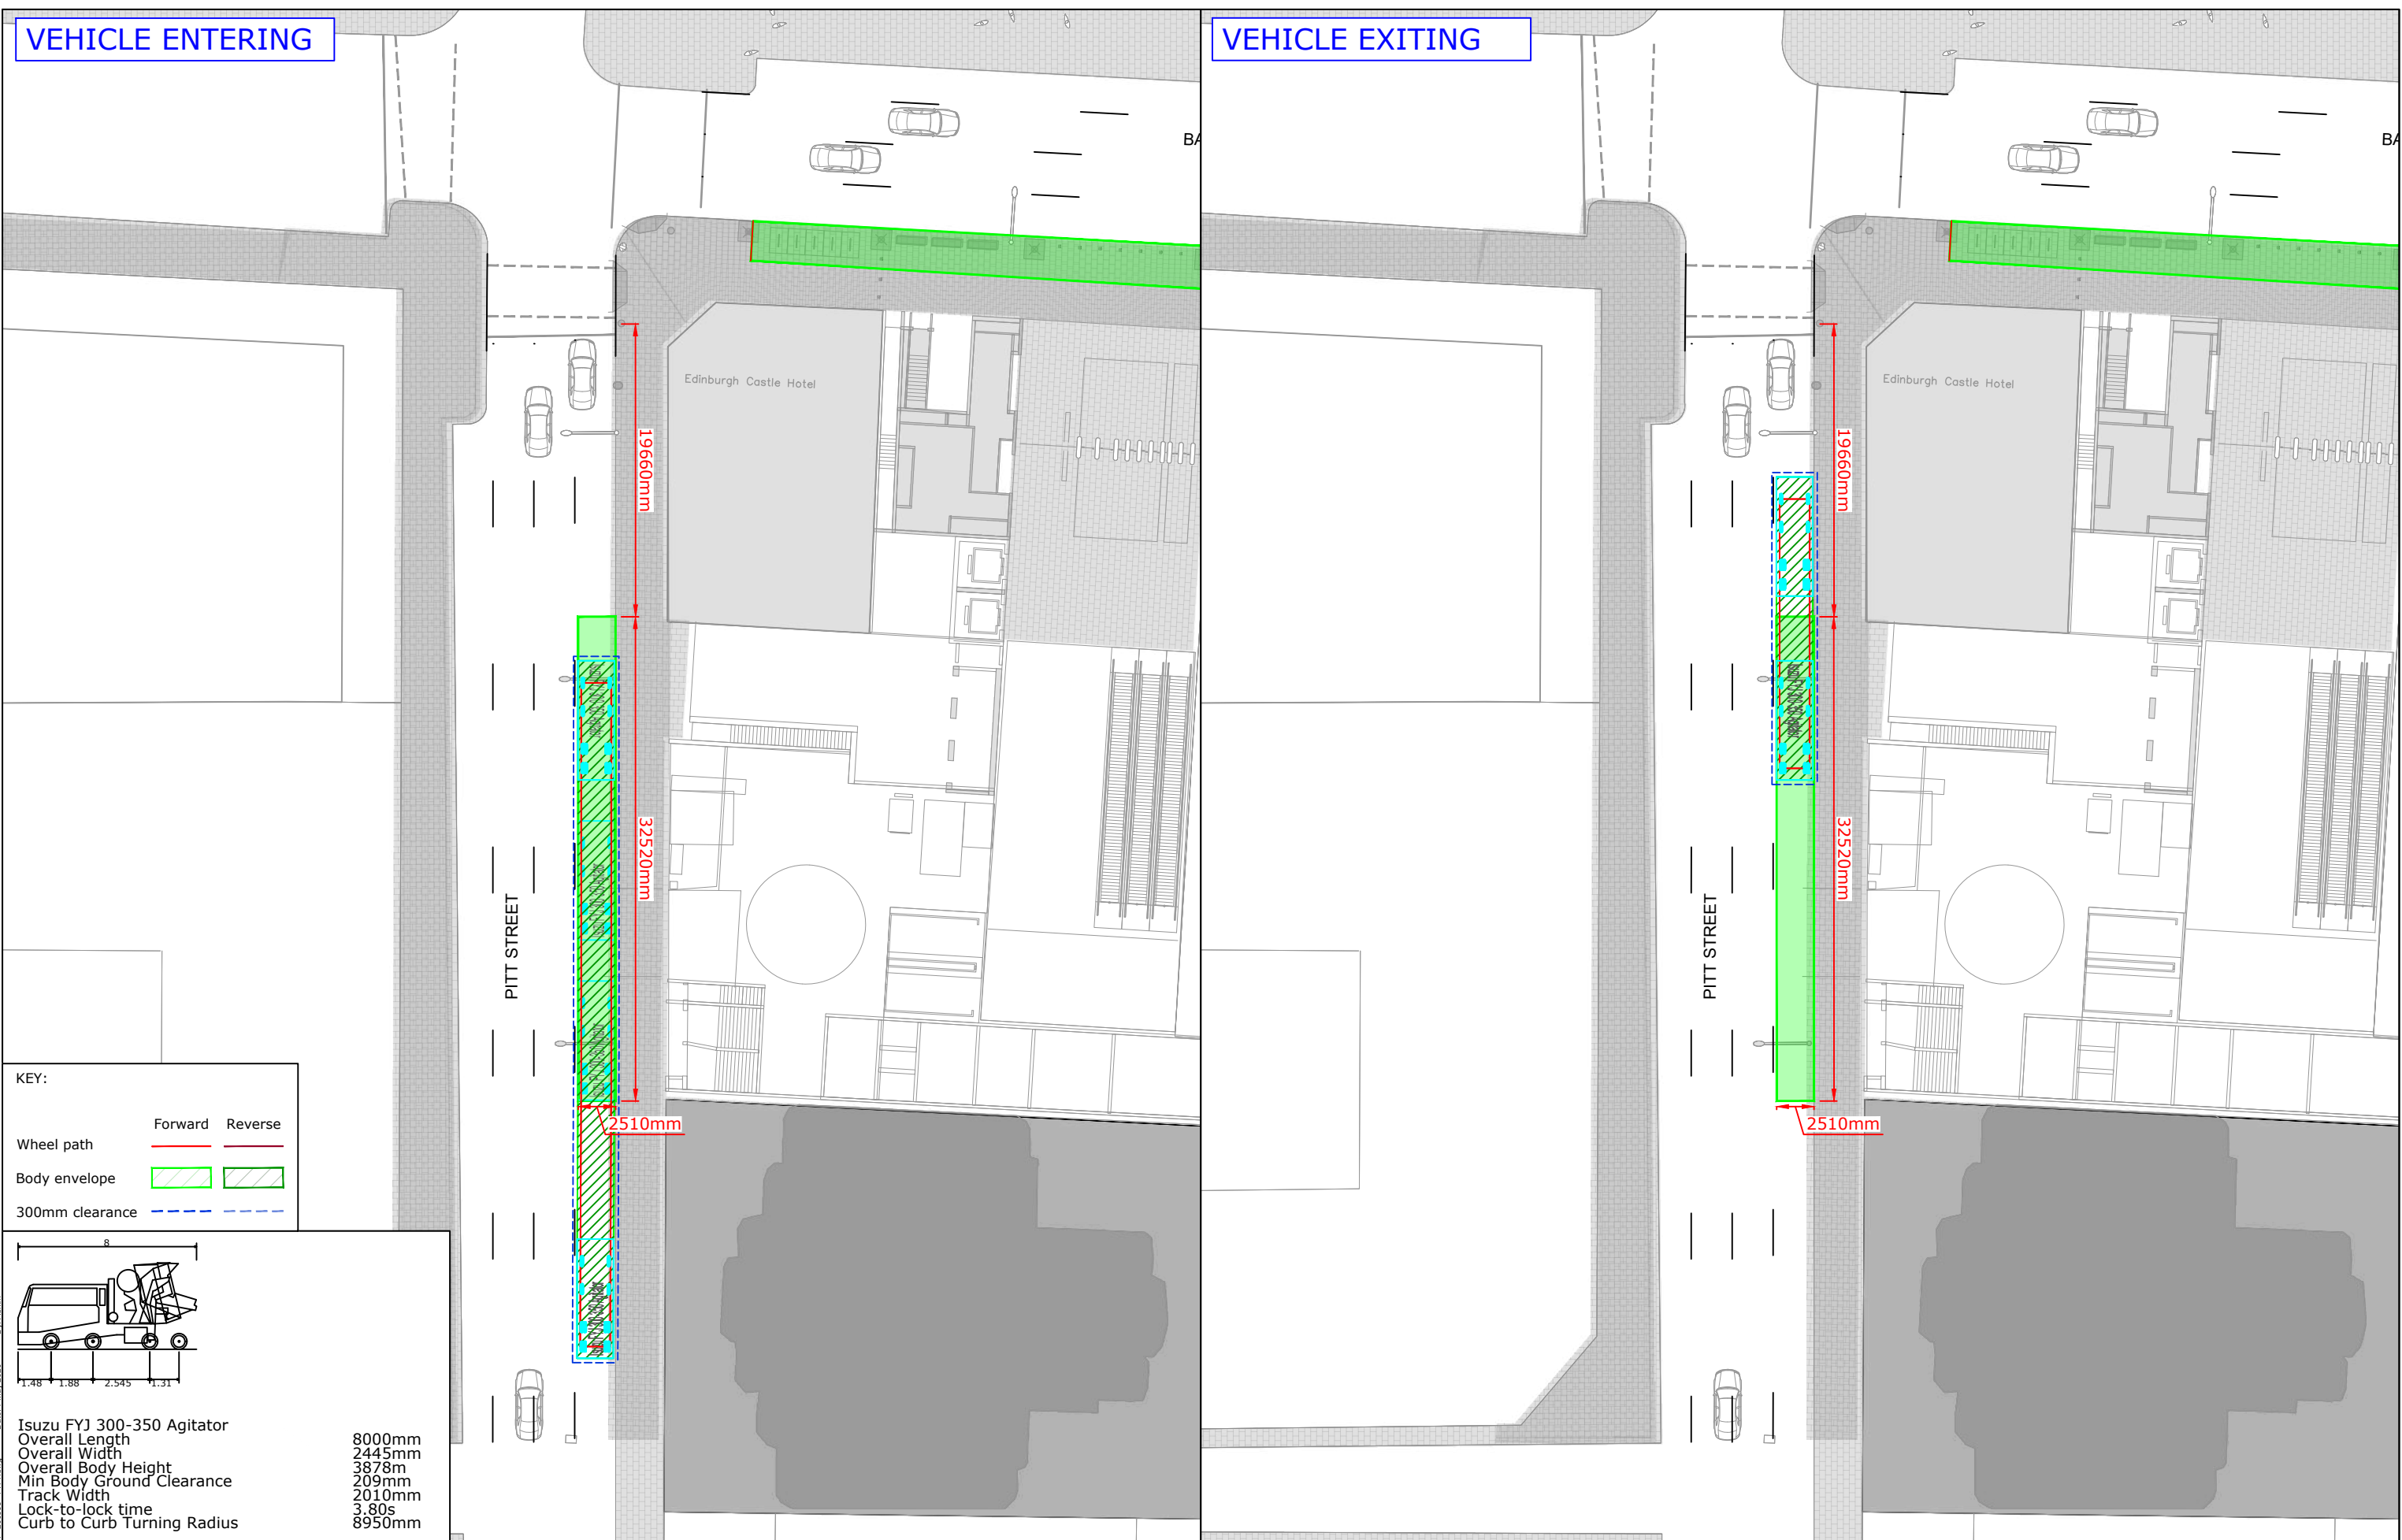 VEHICLE ENTERING
BA
Edinburgh Castle Hotel
19660mm
32520mm
PITT STREET
2510mm
KEY:
Forward Reverse
Wheel path
Body envelope
300mm clearance
8
1.48 1.88 2.545 1.31
Isuzu FYJ 300-350 Agitator
Overall Length 8000mm
Overall Width 2445mm
Overall Body Height 3878m
Min Body Ground Clearance 209mm
Track Width 2010mm
Lock-to-lock time 3.80s
Curb to Curb Turning Radius 8950mm
VEHICLE EXITING
BA
Edinburgh Castle Hotel
19660mm
32520mm
PITT STREET
2510mm